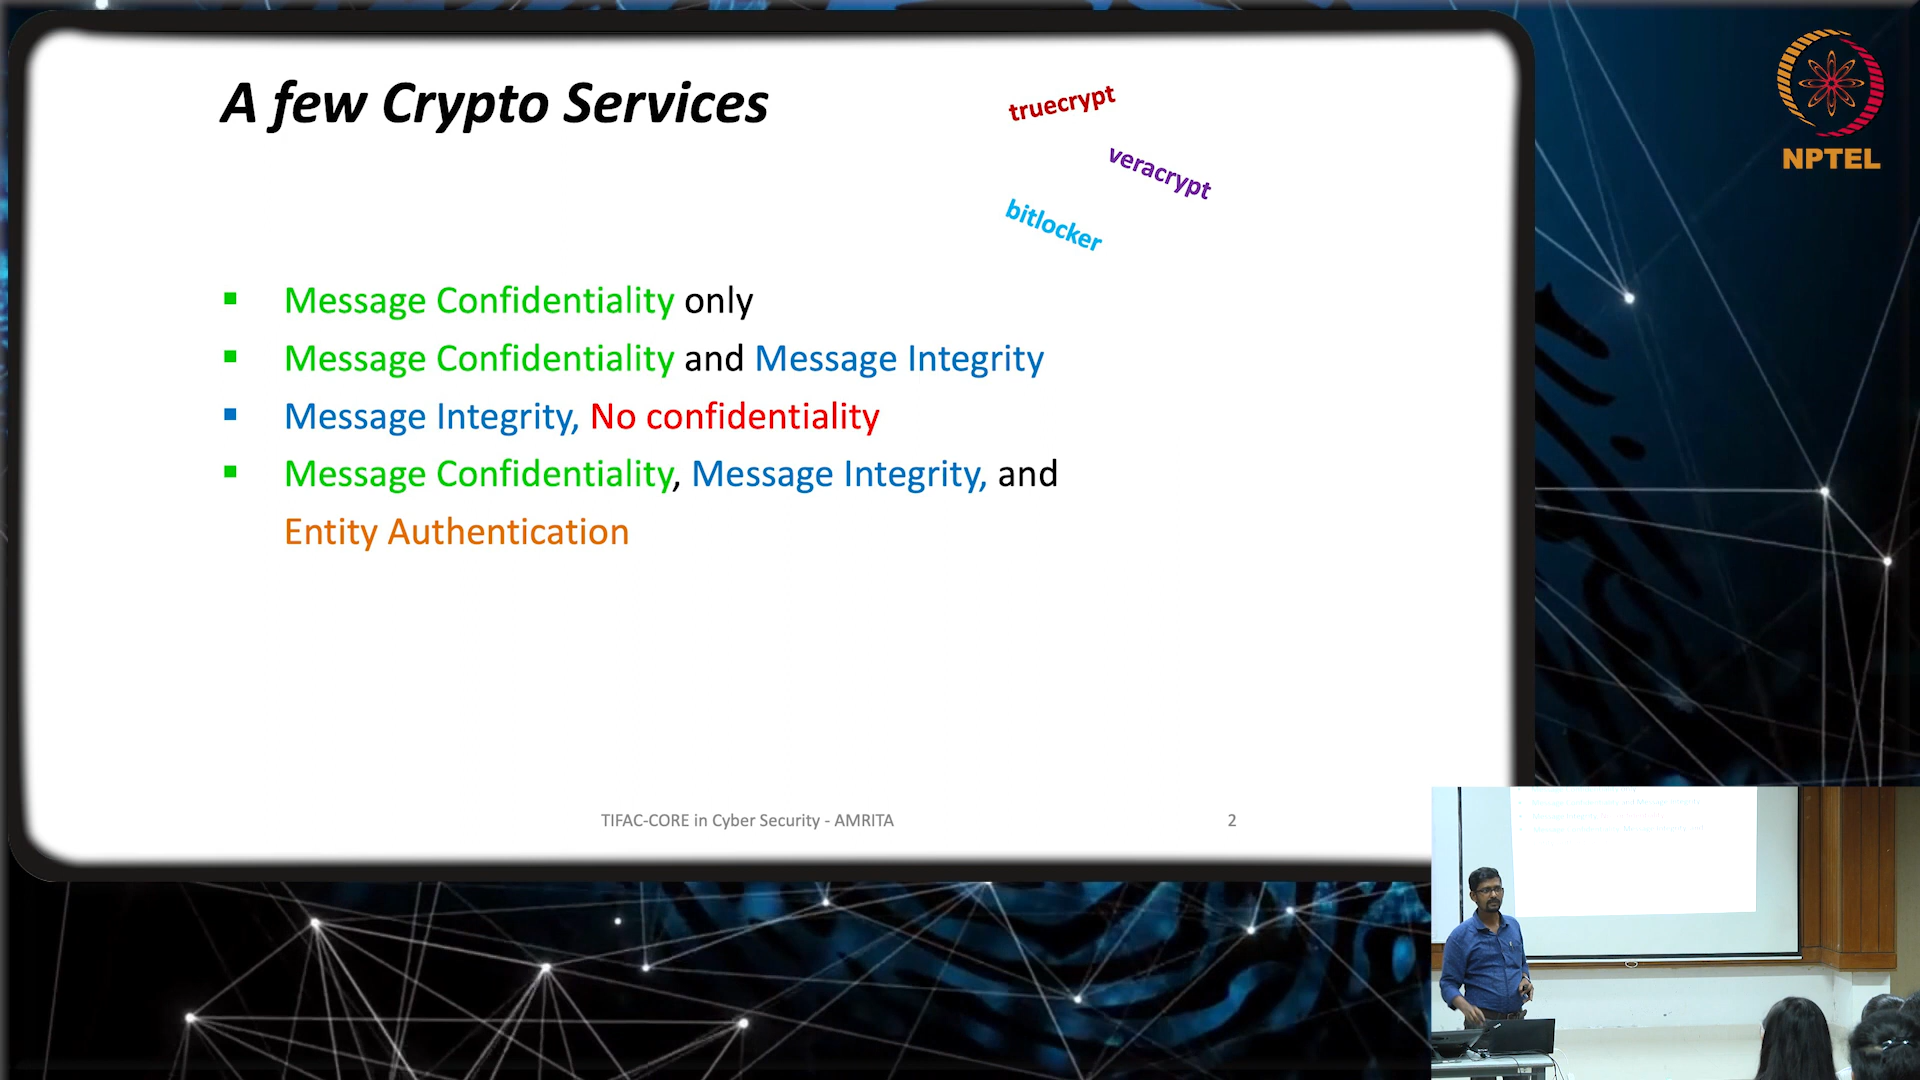 A few Crypto Services
truecrypt
veracrypt
bitlocker
NPTEL
Message Confidentiality only
Message Confidentiality and Message Integrity
Message Integrity, No confidentiality
Message Confidentiality, Message Integrity, and
Entity Authentication
TIFAC-CORE in Cyber Security - AMRITA
2